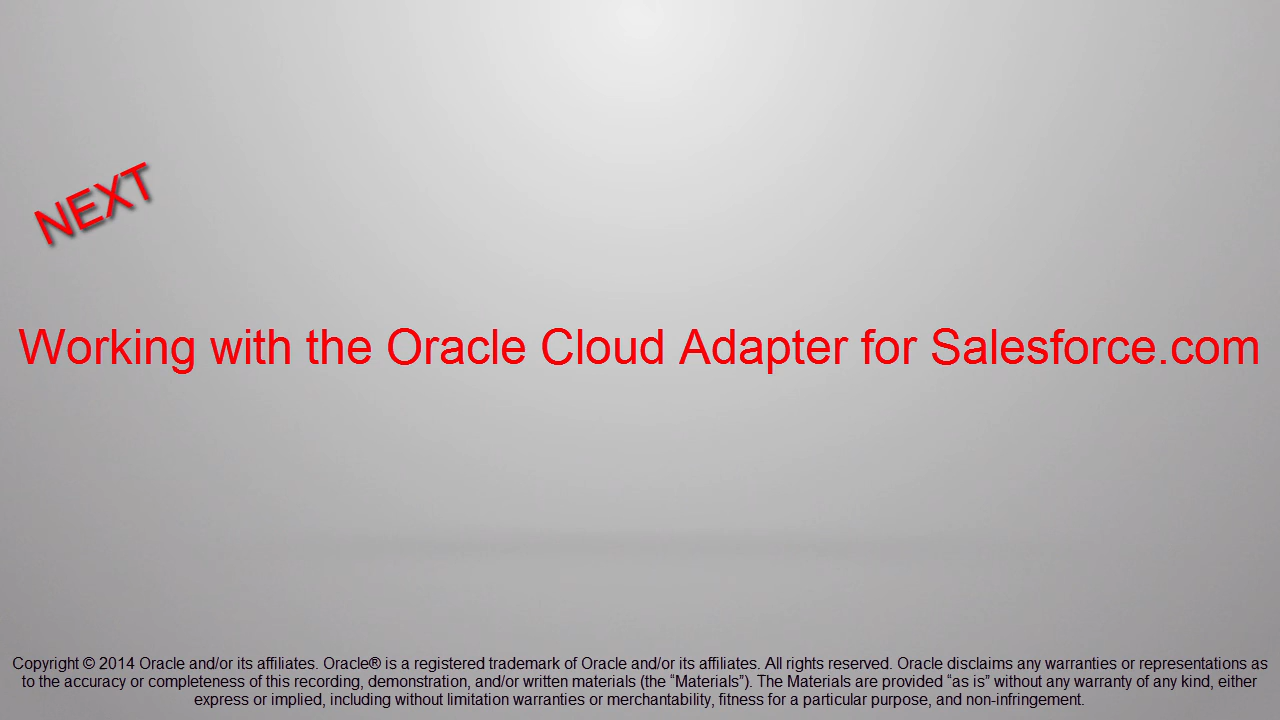 NEXT
Working with the Oracle Cloud Adapter for Salesforce.com
Copyright © 2014 Oracle and/or its affiliates. Oracle® is a registered trademark of Oracle and/or its affiliates. All rights reserved. Oracle disclaims any warranties or representations as
to the accuracy or completeness of this recording, demonstration, and/or written materials (the “Materials”). The Materials are provided “as is” without any warranty of any kind, either
express or implied, including without limitation warranties or merchantability, fitness for a particular purpose, and non-infringement.